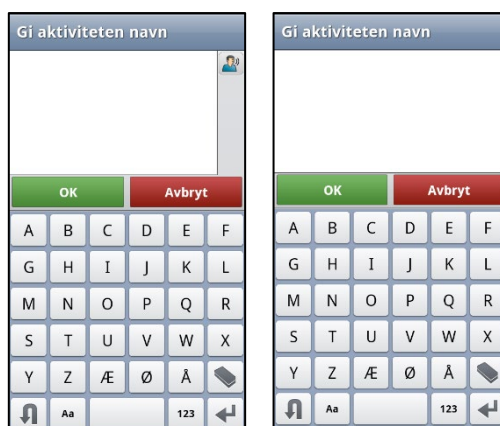 Gi aktiviteten navn
OK Avbryt
A B C D E F
G H I J K L
M N O P Q R
S T U V W X
Y Z Æ Ø Å
Aa 123
Gi aktiviteten navn
OK Avbryt
A B C D E F
G H I J K L
M N O P Q R
S T U V W X
Y Z Æ Ø Å
Aa 123